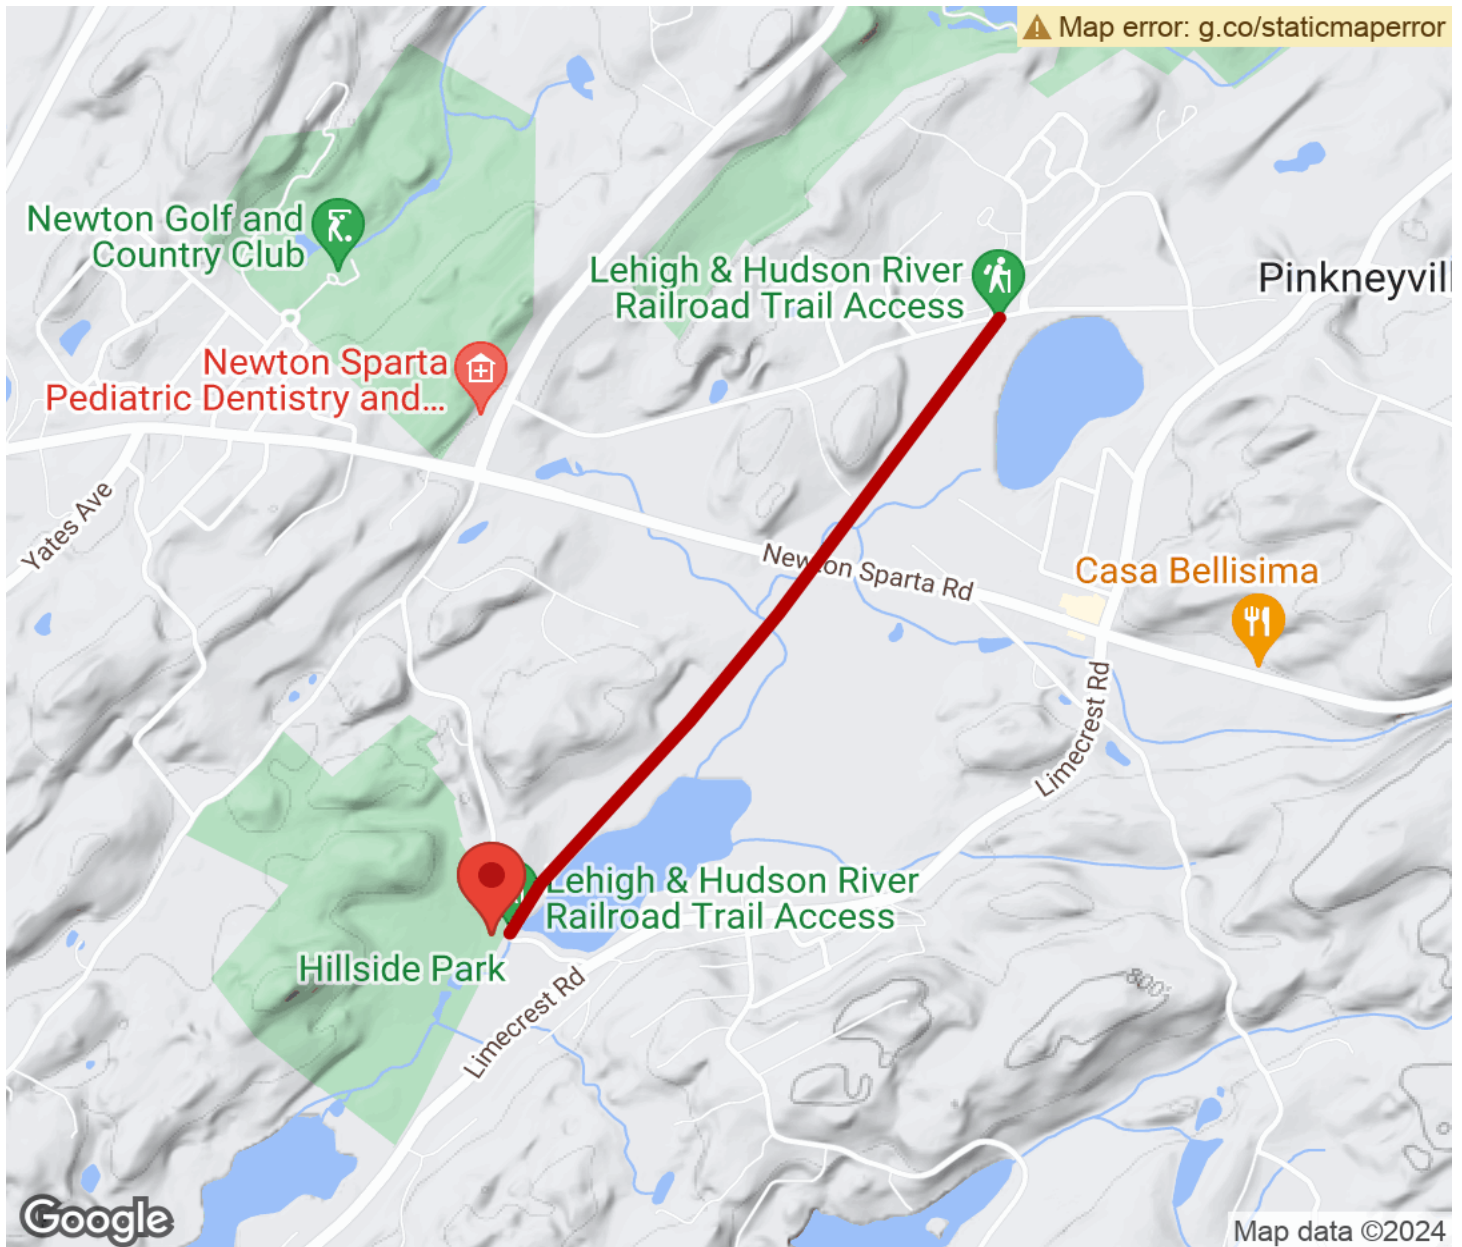 Map error: g.co/staticmaperror
Newton Golf and
Country Club
Lehigh & Hudson River
Railroad Trail Access
Pinkneyvil
Newton Sparta
Pediatric Dentistry and...
Yates Ave
Newton Sparta Rd
Casa Bellisima
Limecrest Rd
Lehigh & Hudson River
Railroad Trail Access
Hillside Park
Limecrest Rd
800
Google
Map data ©2024